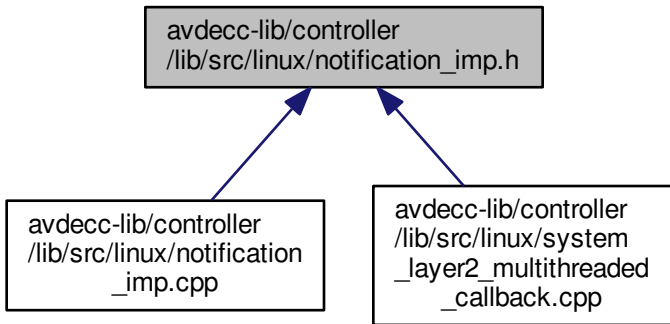 avdecc-lib/controller
/lib/src/linux/notification_imp.h
avdecc-lib/controller
/lib/src/linux/notification
_imp.cpp
avdecc-lib/controller
/lib/src/linux/system
_layer2_multithreaded
_callback.cpp